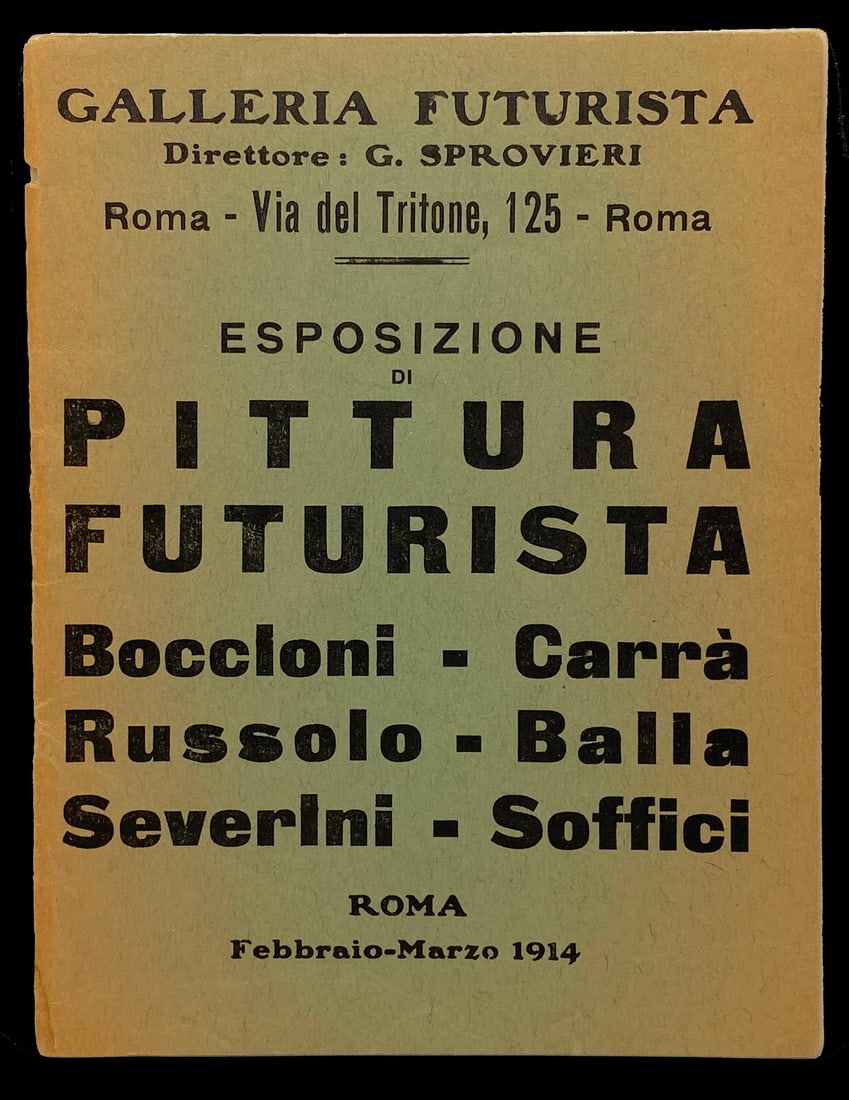 GALLERIA FUTURISTA
Direttore: G. SPROVIERI
Roma - Via del Tritone, 125 - Roma
ESPOSIZIONE
DI
PITTURA
FUTURISTA
Boccioni - Carrà
Russolo - Balla
Severini - Soffici
ROMA
Febbraio-Marzo 1914